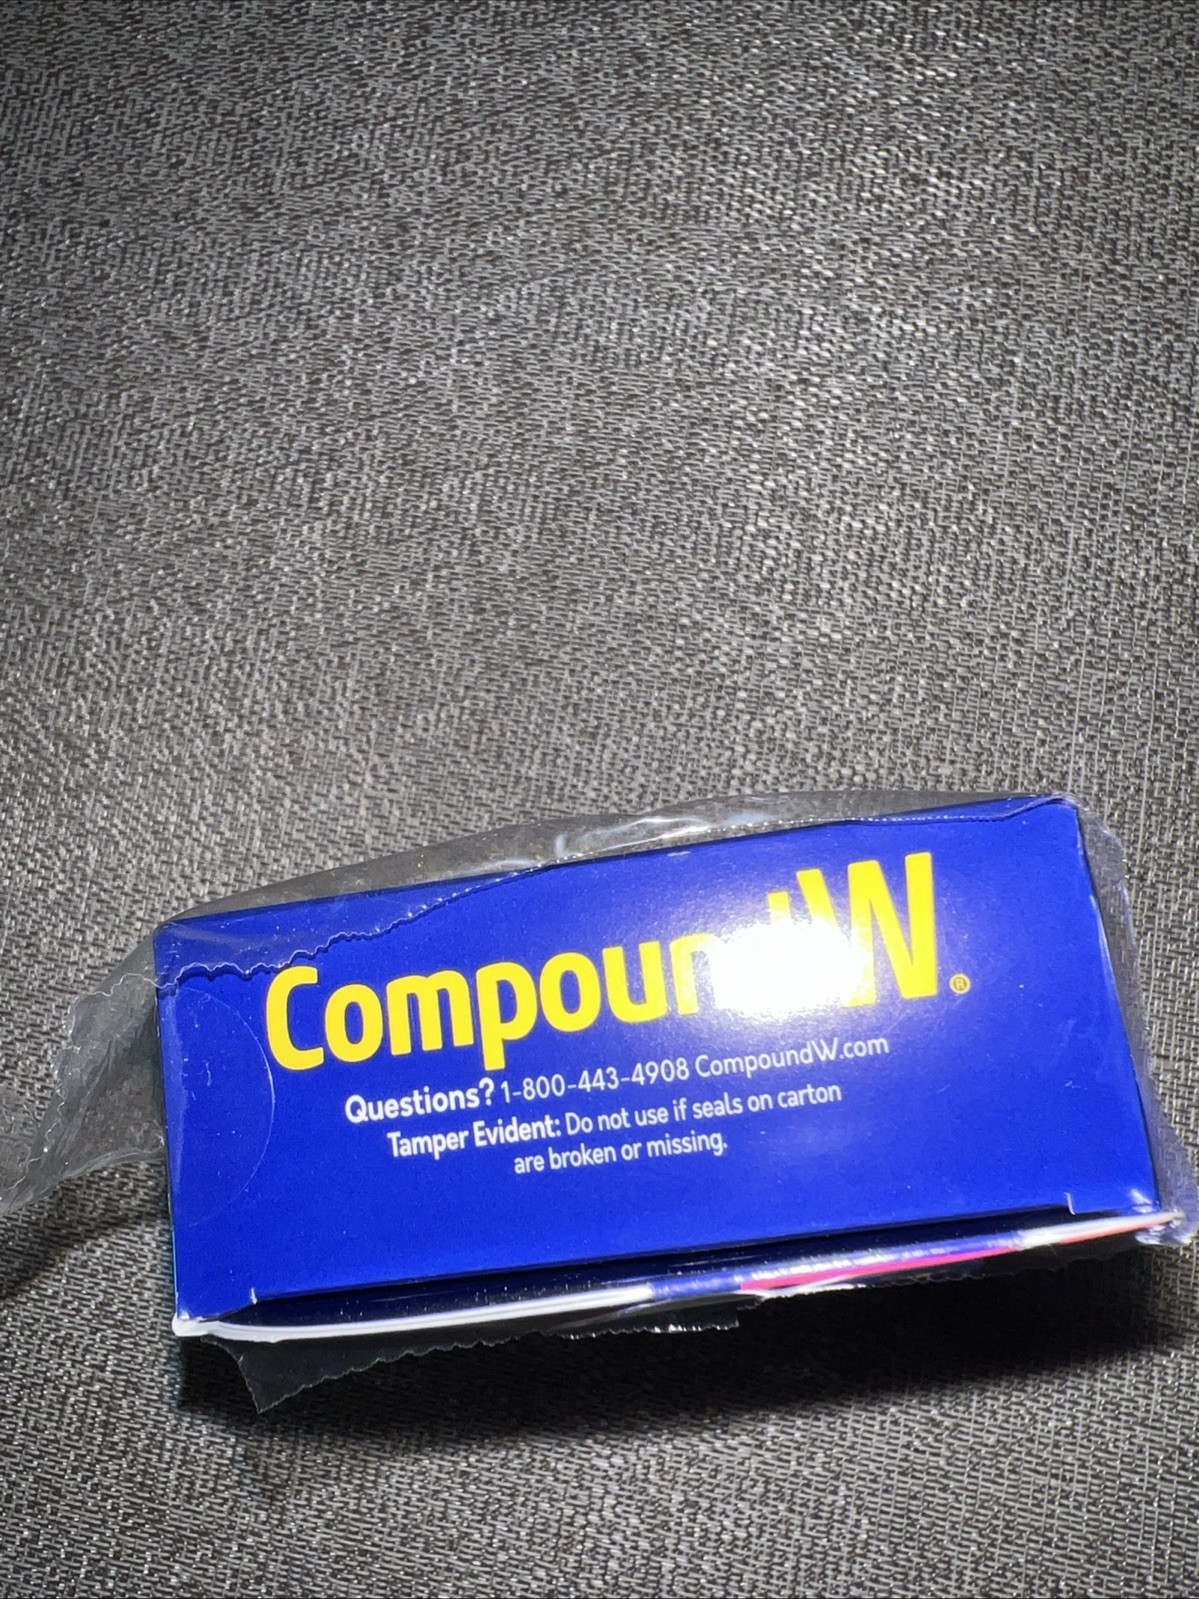 CompoundW®
Questions? 1-800-443-4908 CompoundW.com
Tamper Evident: Do not use if seals on carton
are broken or missing.